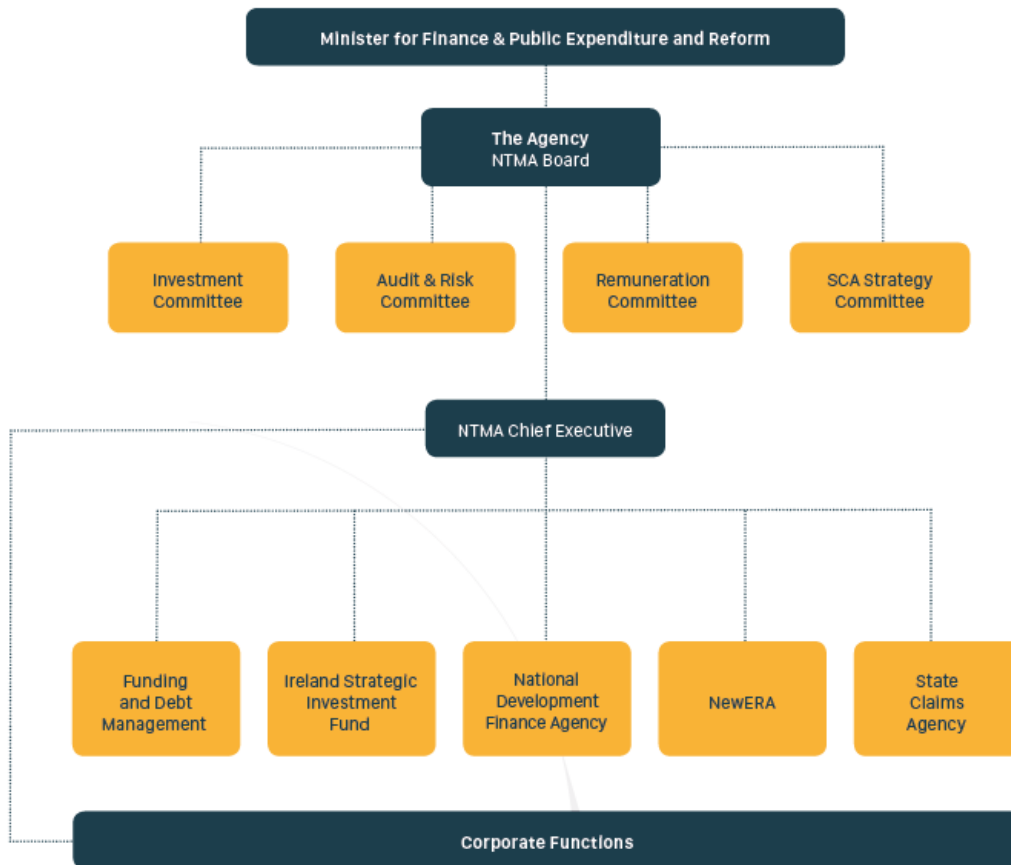 Minister for Finance & Public Expenditure and Reform
The Agency
NTMA Board
Investment
Committee
Audit & Risk
Committee
Remuneration
Committee
SCA Strategy
Committee
NTMA Chief Executive
Funding
and Debt
Management
Ireland Strategic
Investment
Fund
National
Development
Finance Agency
NewERA
State
Claims
Agency
Corporate Functions